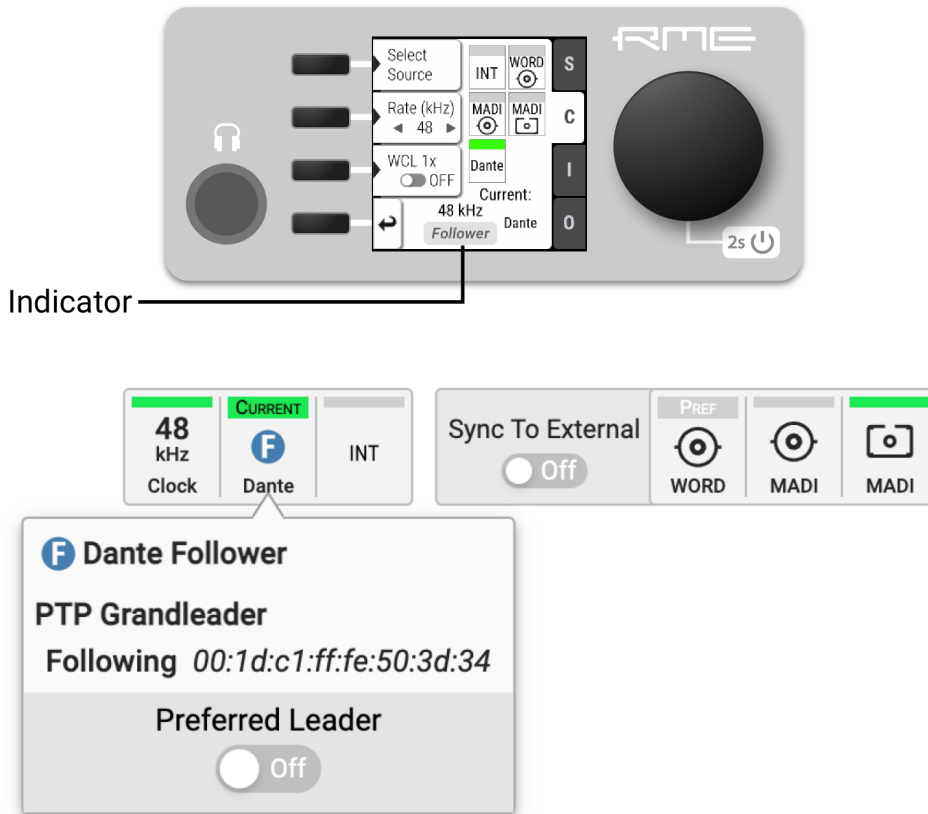 RME
Select
Source
INT
WORD
S
Rate (kHz)
48
MADI
MADI
C
WCL 1x
OFF
Dante
I
Current:
48 kHz
Dante
Follower
O
2s
Indicator
48
kHz
Clock
CURRENT
F
Dante
INT
Sync To External
Off
PREF
WORD
MADI
MADI
F Dante Follower
PTP Grandleader
Following 00:1d:c1:ff:fe:50:3d:34
Preferred Leader
Off